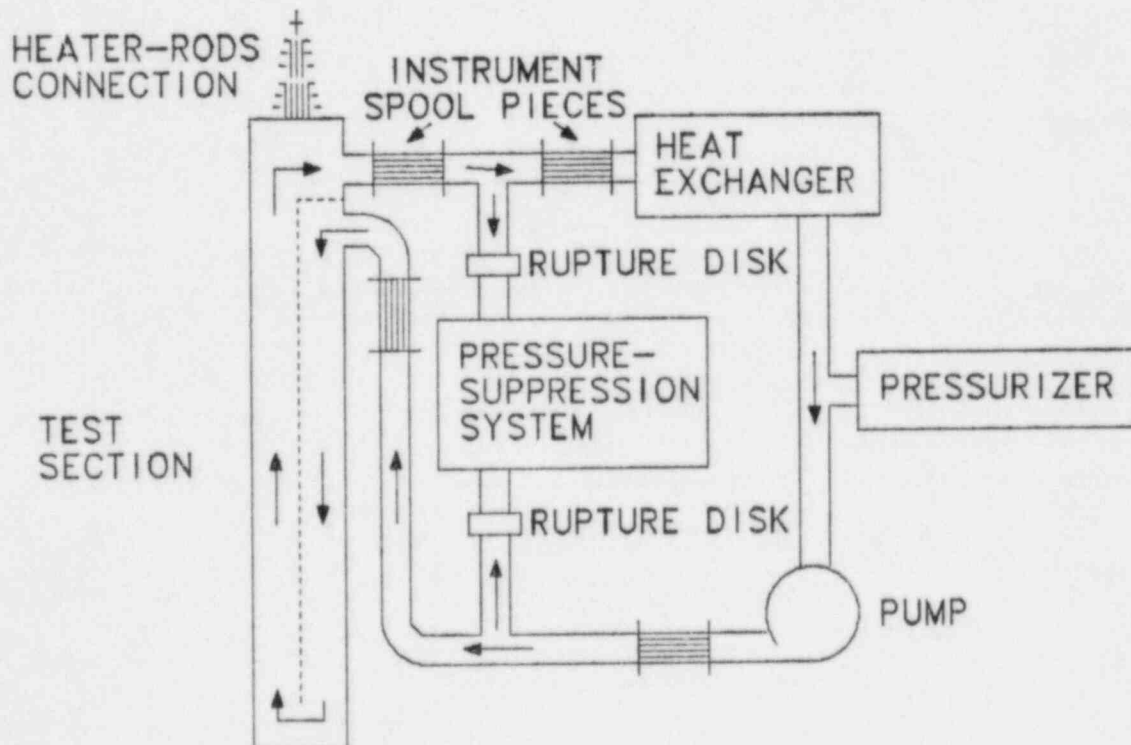 HEATER-RODS
CONNECTION
INSTRUMENT
SPOOL PIECES
HEAT
EXCHANGER
RUPTURE DISK
PRESSURE-
SUPPRESSION
SYSTEM
PRESSURIZER
TEST
SECTION
RUPTURE DISK
PUMP